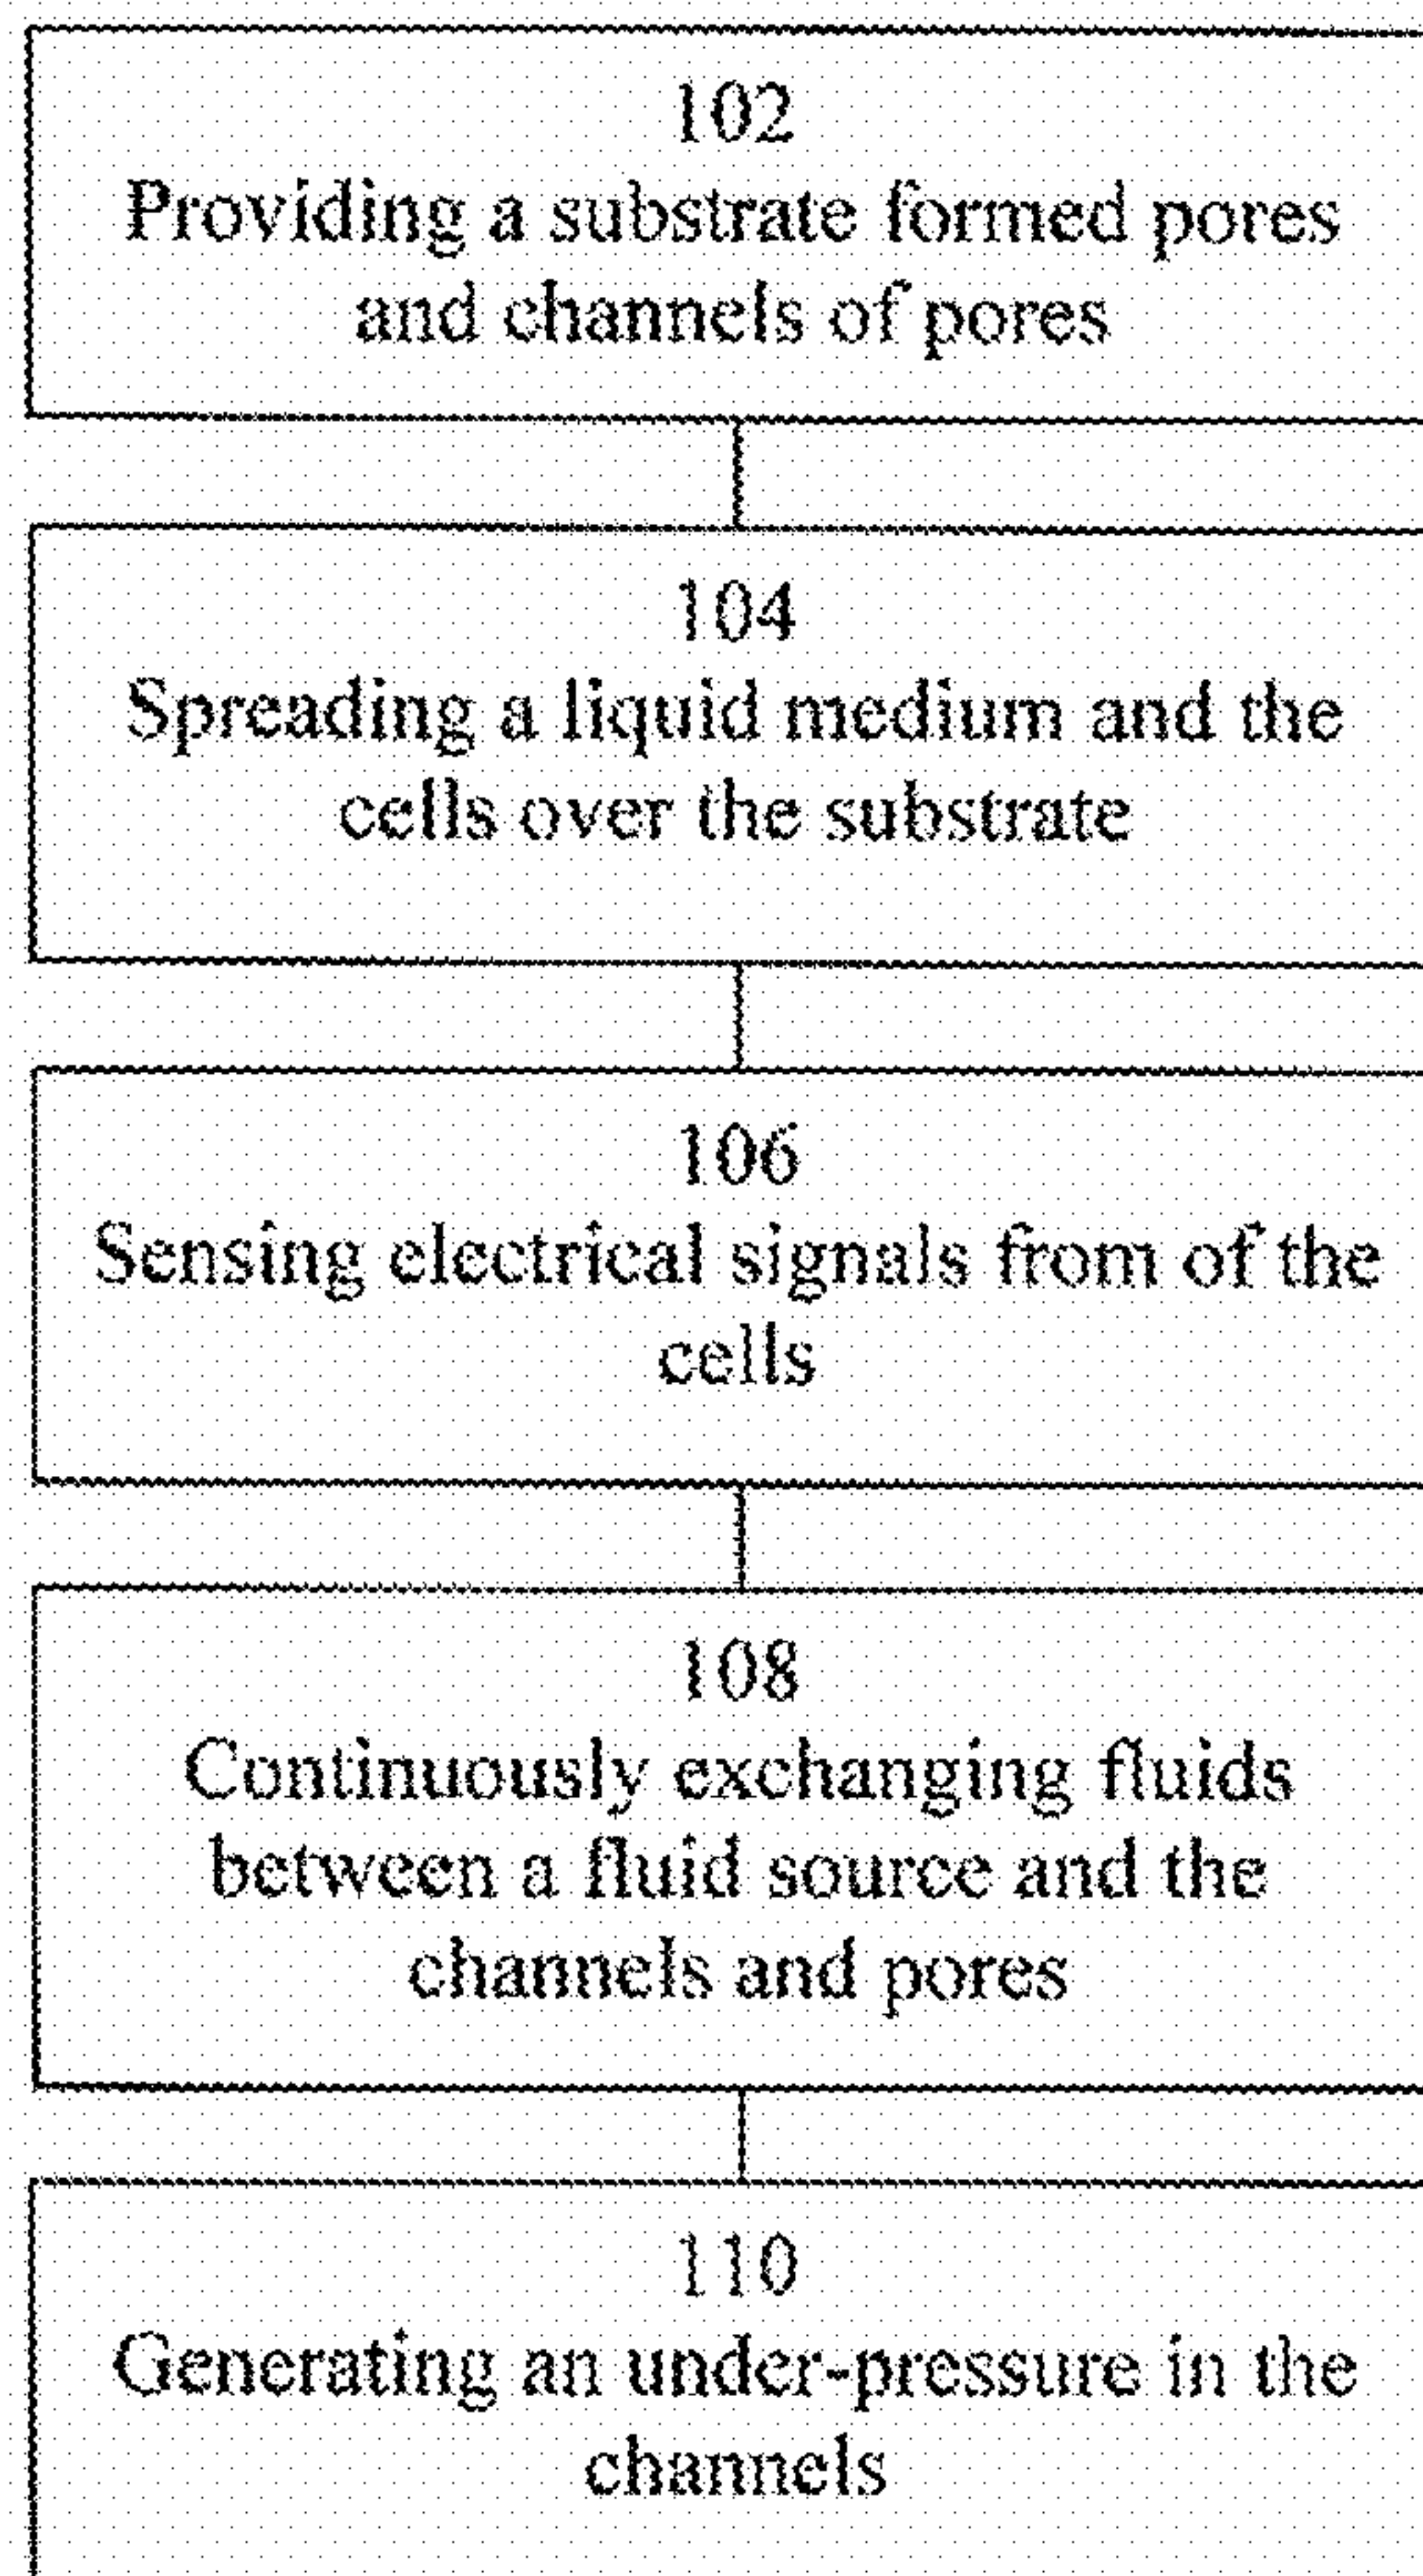 102
Providing a substrate formed pores
and channels of pores
104
Spreading a liquid medium and the
cells over the substrate
106
Sensing electrical signals from of the
cells
108
Continuously exchanging fluids
between a fluid source and the
channels and pores
110
Generating an under-pressure in the
channels